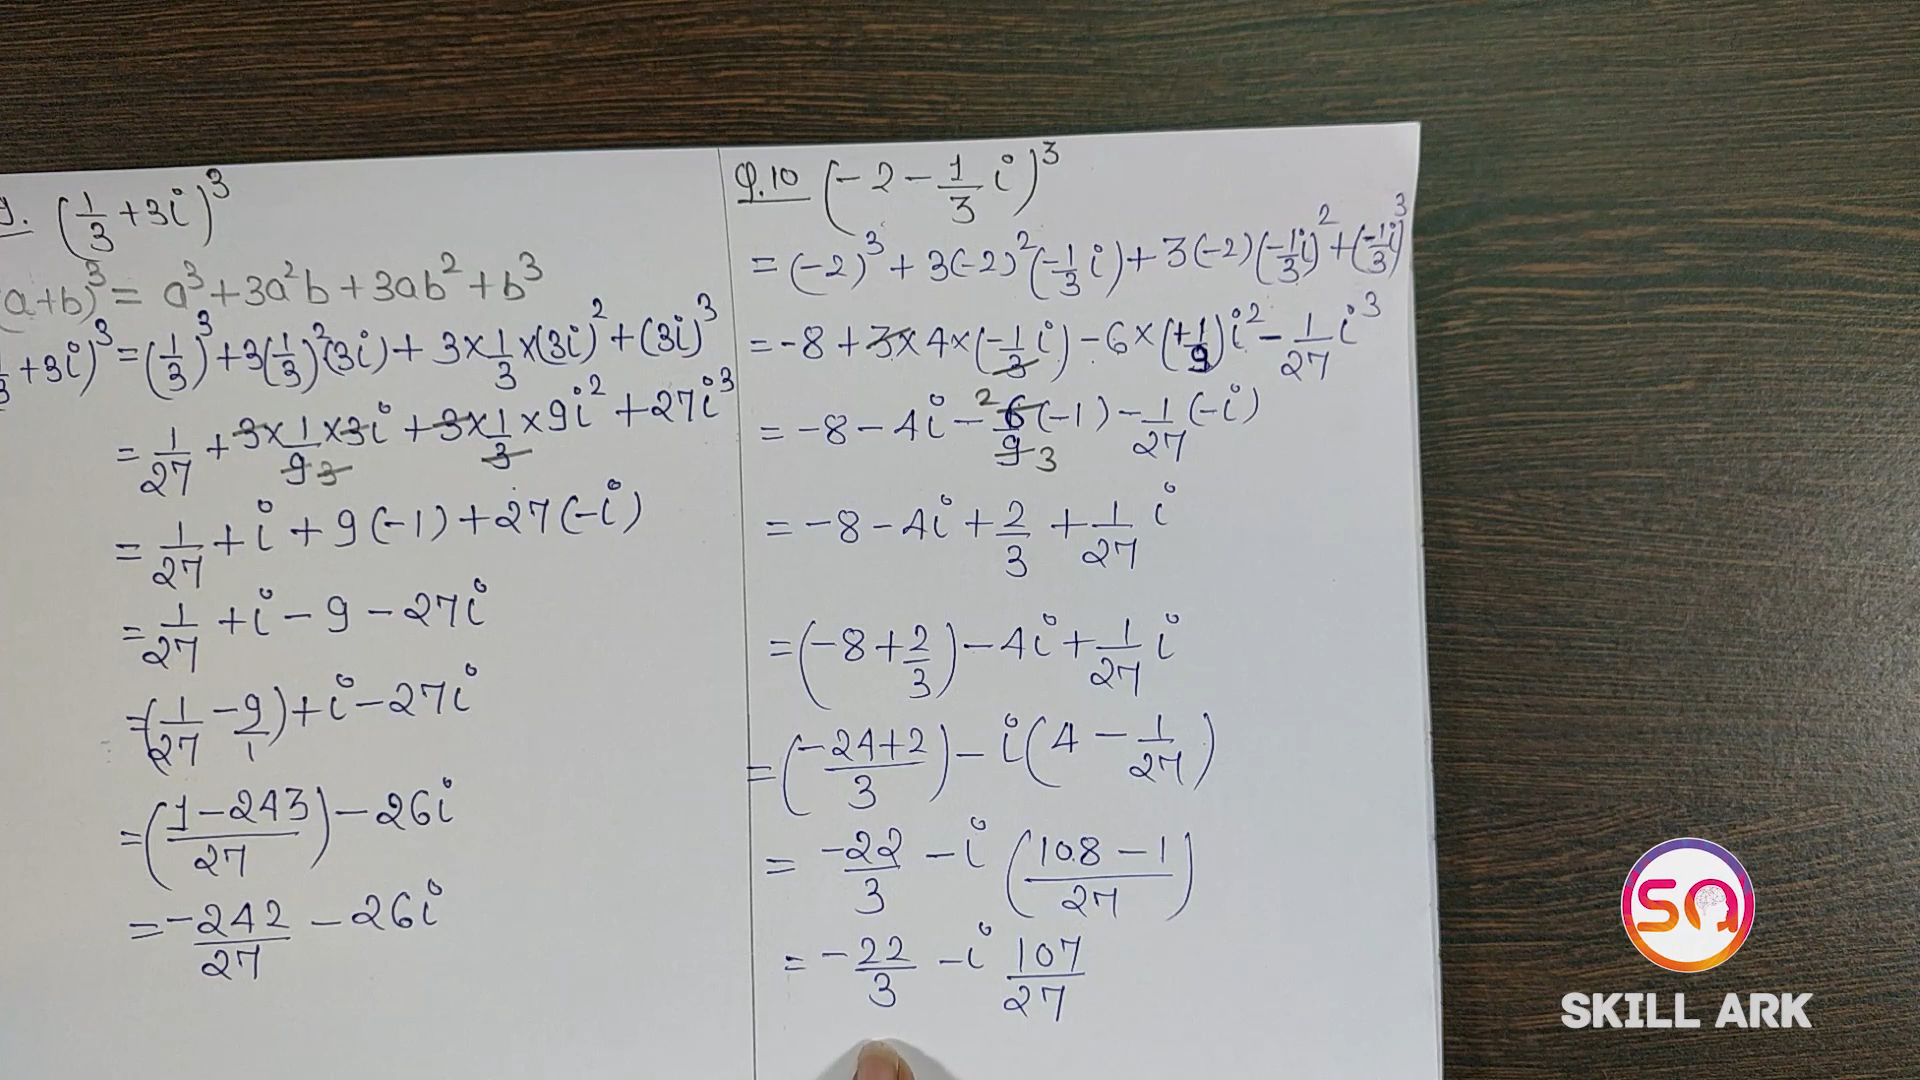 9. (1/3 + 3i)³
(a+b)³ = a³ + 3a²b + 3ab² + b³
(1/3 + 3i)³ = (1/3)³ + 3(1/3)²(3i) + 3×1/3×(3i)² + (3i)³
= 1/27 + 3×1/9×3i + 3×1/3×9i² + 27i³
= 1/27 + i + 9(-1) + 27(-i)
= 1/27 + i - 9 - 27i
= (1/27 - 9/1) + i - 27i
= (1-243/27) - 26i
= -242/27 - 26i
Q.10 (-2 - 1/3 i)³
= (-2)³ + 3(-2)²(-1/3 i) + 3(-2)(-1/3 i)² + (-1/3 i)³
= -8 + 3×4×(-1/3 i) - 6×(+1/9)i² - 1/27 i³
= -8 - 4i - 6/9(-1) - 1/27(-i)
= -8 - 4i + 2/3 + 1/27 i
= (-8 + 2/3) - 4i + 1/27 i
= (-24+2/3) - i(4 - 1/27)
= -22/3 - i(108-1/27)
= -22/3 - i 107/27
SA
SKILL ARK